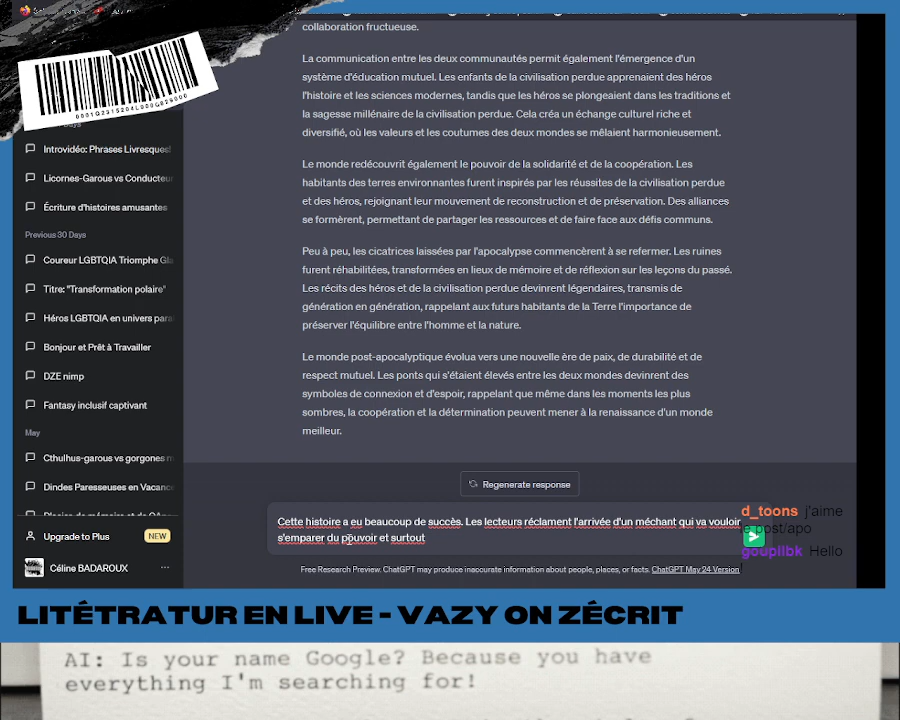 collaboration fructueuse.
La communication entre les deux communautés permit également l'émergence d'un
système d'éducation mutuel. Les enfants de la civilisation perdue apprenaient des héros
l'histoire et les sciences modernes, tandis que les héros se plongeaient dans les traditions et
la sagesse millénaire de la civilisation perdue. Cela créa un échange culturel riche et
diversifié, où les valeurs et les coutumes des deux mondes se mêlaient harmonieusement.
Le monde redécouvrit également le pouvoir de la solidarité et de la coopération. Les
habitants des terres environnantes furent inspirés par les réussites de la civilisation perdue
et des héros, rejoignant leur mouvement de reconstruction et de préservation. Des alliances
se formèrent, permettant de partager les ressources et de faire face aux défis communs.
Peu à peu, les cicatrices laissées par l'apocalypse commencèrent à se refermer. Les ruines
furent réhabilitées, transformées en lieux de mémoire et de réflexion sur les leçons du passé.
Les récits des héros et de la civilisation perdue devinrent légendaires, transmis de
génération en génération, rappelant aux futurs habitants de la Terre l'importance de
préserver l'équilibre entre l'homme et la nature.
Le monde post-apocalyptique évolua vers une nouvelle ère de paix, de durabilité et de
respect mutuel. Les ponts qui s'étaient élevés entre les deux mondes devinrent des
symboles de connexion et d'espoir, rappelant que même dans les moments les plus
sombres, la coopération et la détermination peuvent mener à la renaissance d'un monde
meilleur.
Days
Introvidéo: Phrases Livresques!
Licornes-Garous vs Conducteur
Écriture d'histoires amusantes
Previous 30 Days
Coureur LGBTQIA Triomphe Gla
Titre: "Transformation polaire"
Héros LGBTQIA en univers para
Bonjour et Prêt à Travailler
DZE nimp
Fantasy inclusif captivant
May
Cthulhus-garous vs gorgones m
Dindes Paresseuses en Vacanc
Upgrade to Plus NEW
Céline BADAROUX ...
Regenerate response
Cette histoire a eu beaucoup de succès. Les lecteurs réclament l'arrivée d'un méchant qui va vouloir
s'emparer du pouvoir et surtout
Free Research Preview. ChatGPT may produce inaccurate information about people, places, or facts. ChatGPT May 24 Version
d_toons j'aime
post/apo
goupilbk Hello
!
LITÉTRATUR EN LIVE - VAZY ON ZÉCRIT
AI: Is your name Google? Because you have
everything I'm searching for!